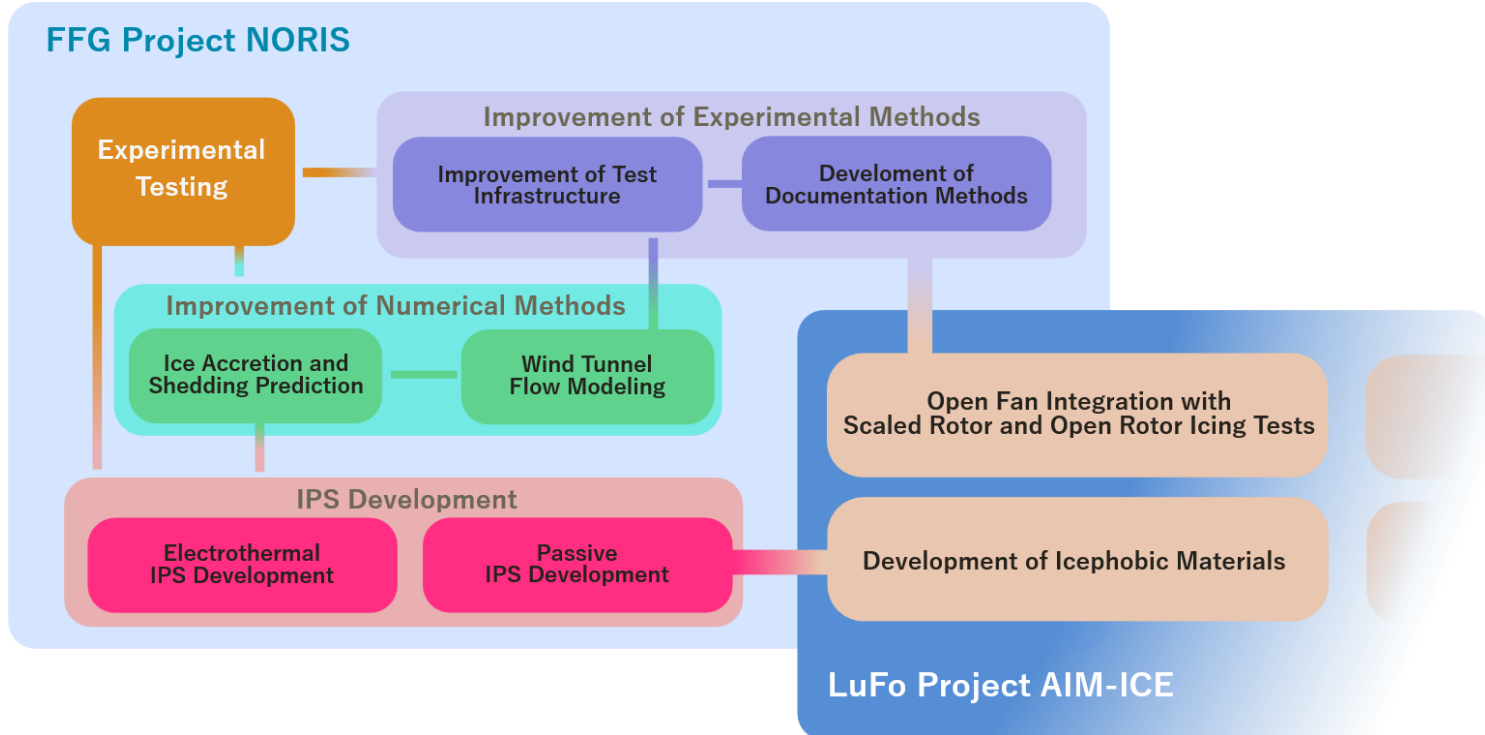 FFG Project NORIS
Experimental
Testing
Improvement of Experimental Methods
Improvement of Test
Infrastructure
Develoment of
Documentation Methods
Improvement of Numerical Methods
Ice Accretion and
Shedding Prediction
Wind Tunnel
Flow Modeling
Open Fan Integration with
Scaled Rotor and Open Rotor Icing Tests
IPS Development
Electrothermal
IPS Development
Passive
IPS Development
Development of Icephobic Materials
LuFo Project AIM-ICE